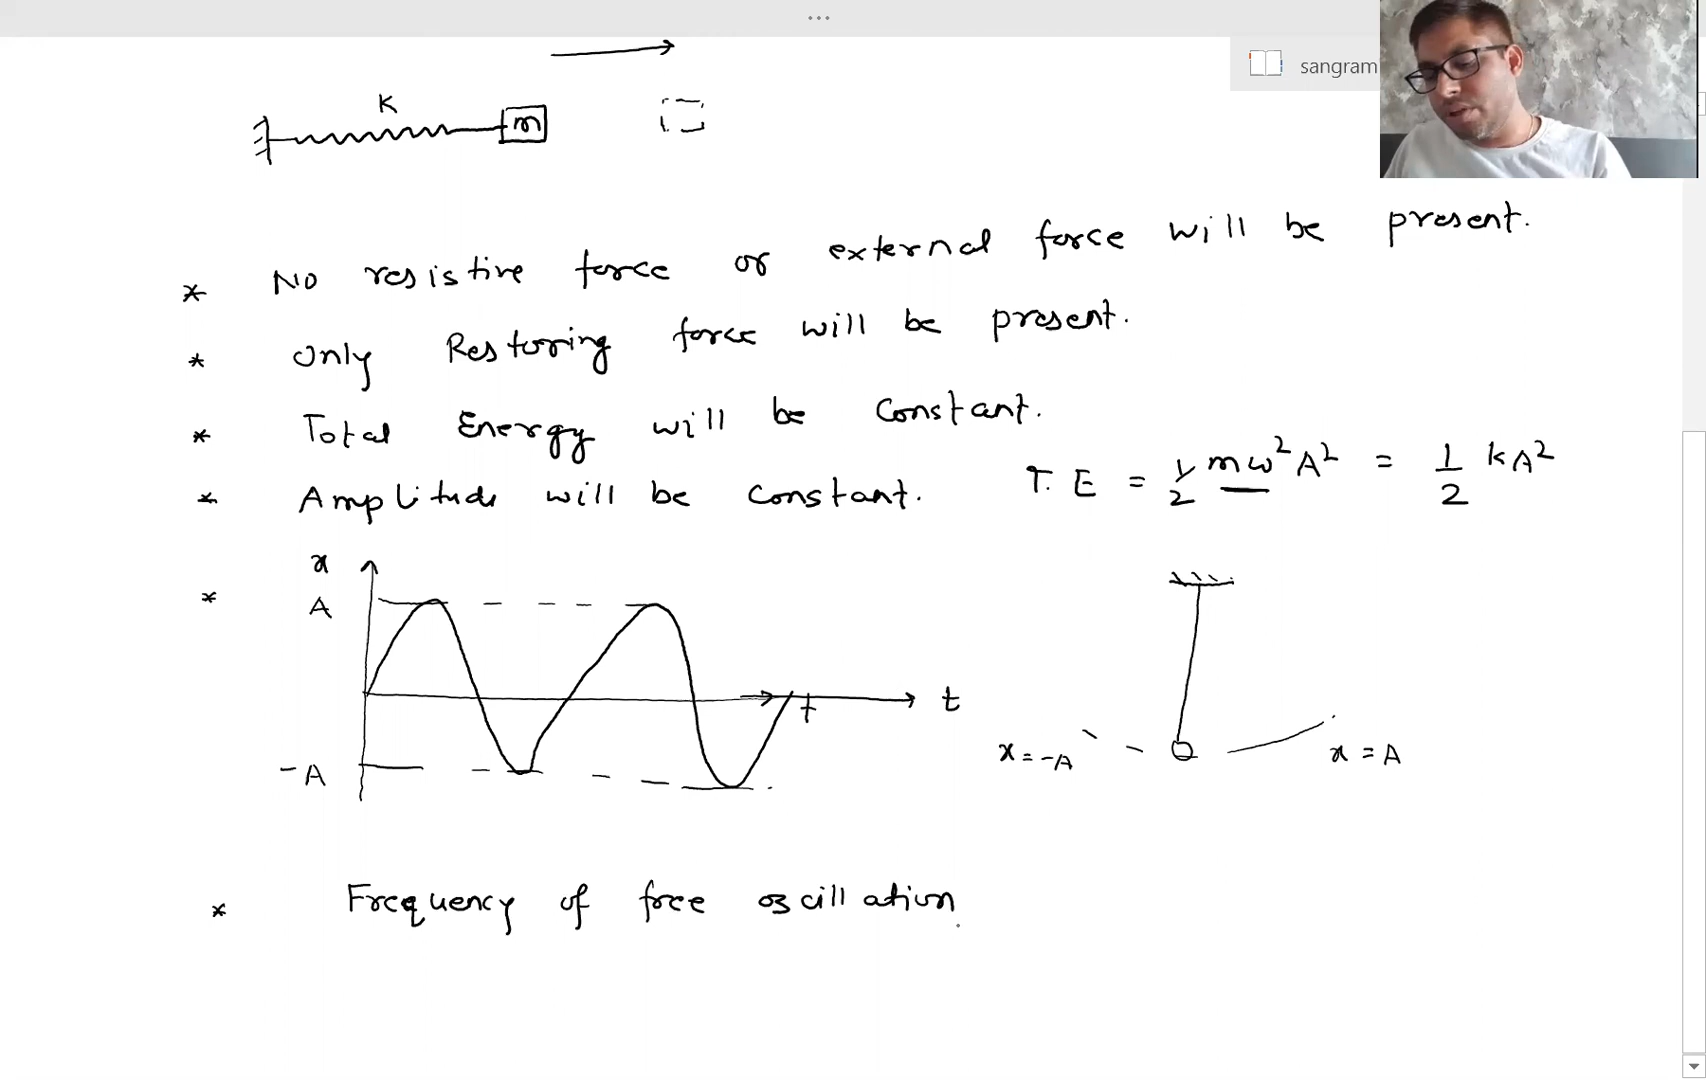 sangram
K
m
* No resistive force or external force will be present.
* Only Restoring force will be present.
* Total Energy will be constant.
* Amplitude will be constant. T.E = 1/2 mω²A² = 1/2 kA²
x
* A
t
t
-A
x = -A x = A
* Frequency of free oscillation